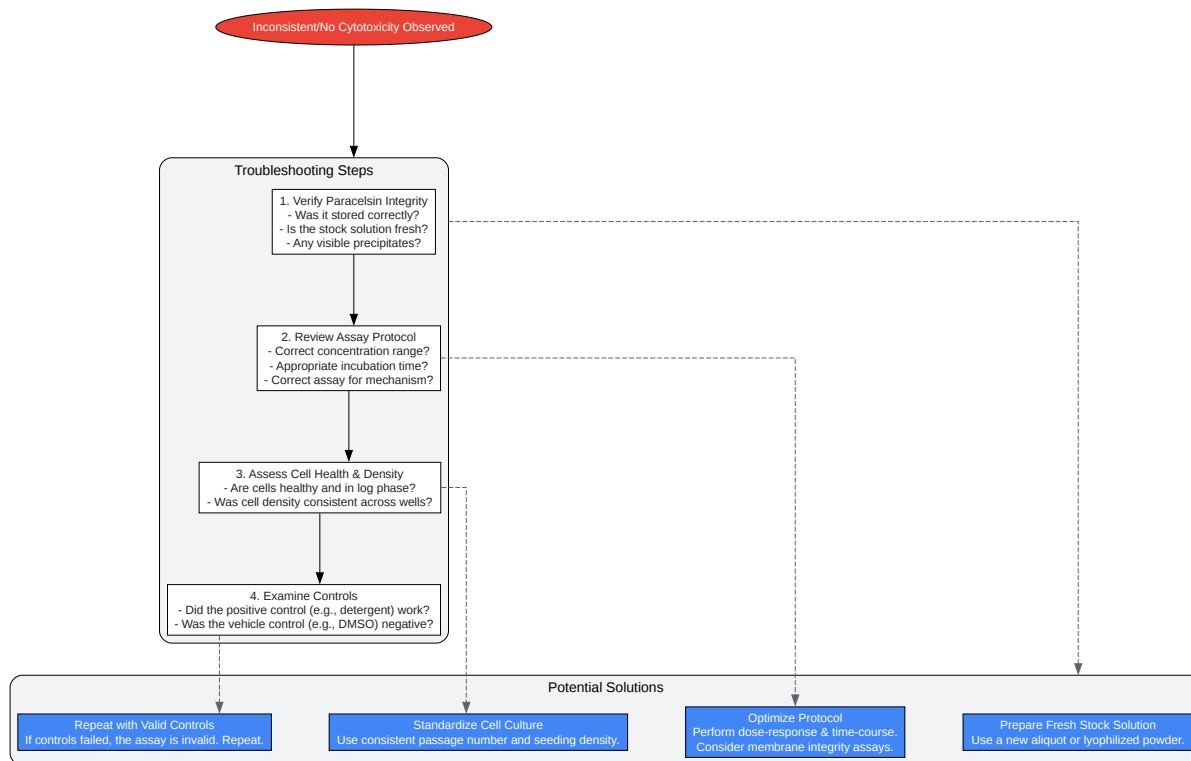 Inconsistent/No Cytotoxicity Observed
Troubleshooting Steps
1. Verify Paracelsin Integrity
- Was it stored correctly?
- Is the stock solution fresh?
- Any visible precipitates?
2. Review Assay Protocol
- Correct concentration range?
- Appropriate incubation time?
- Correct assay for mechanism?
3. Assess Cell Health & Density
- Are cells healthy and in log phase?
- Was cell density consistent across wells?
4. Examine Controls
- Did the positive control (e.g., detergent) work?
- Was the vehicle control (e.g., DMSO) negative?
Potential Solutions
Repeat with Valid Controls
If controls failed, the assay is invalid. Repeat.
Standardize Cell Culture
Use consistent passage number and seeding density.
Optimize Protocol
Perform dose-response & time-course.
Consider membrane integrity assays.
Prepare Fresh Stock Solution
Use a new aliquot or lyophilized powder.